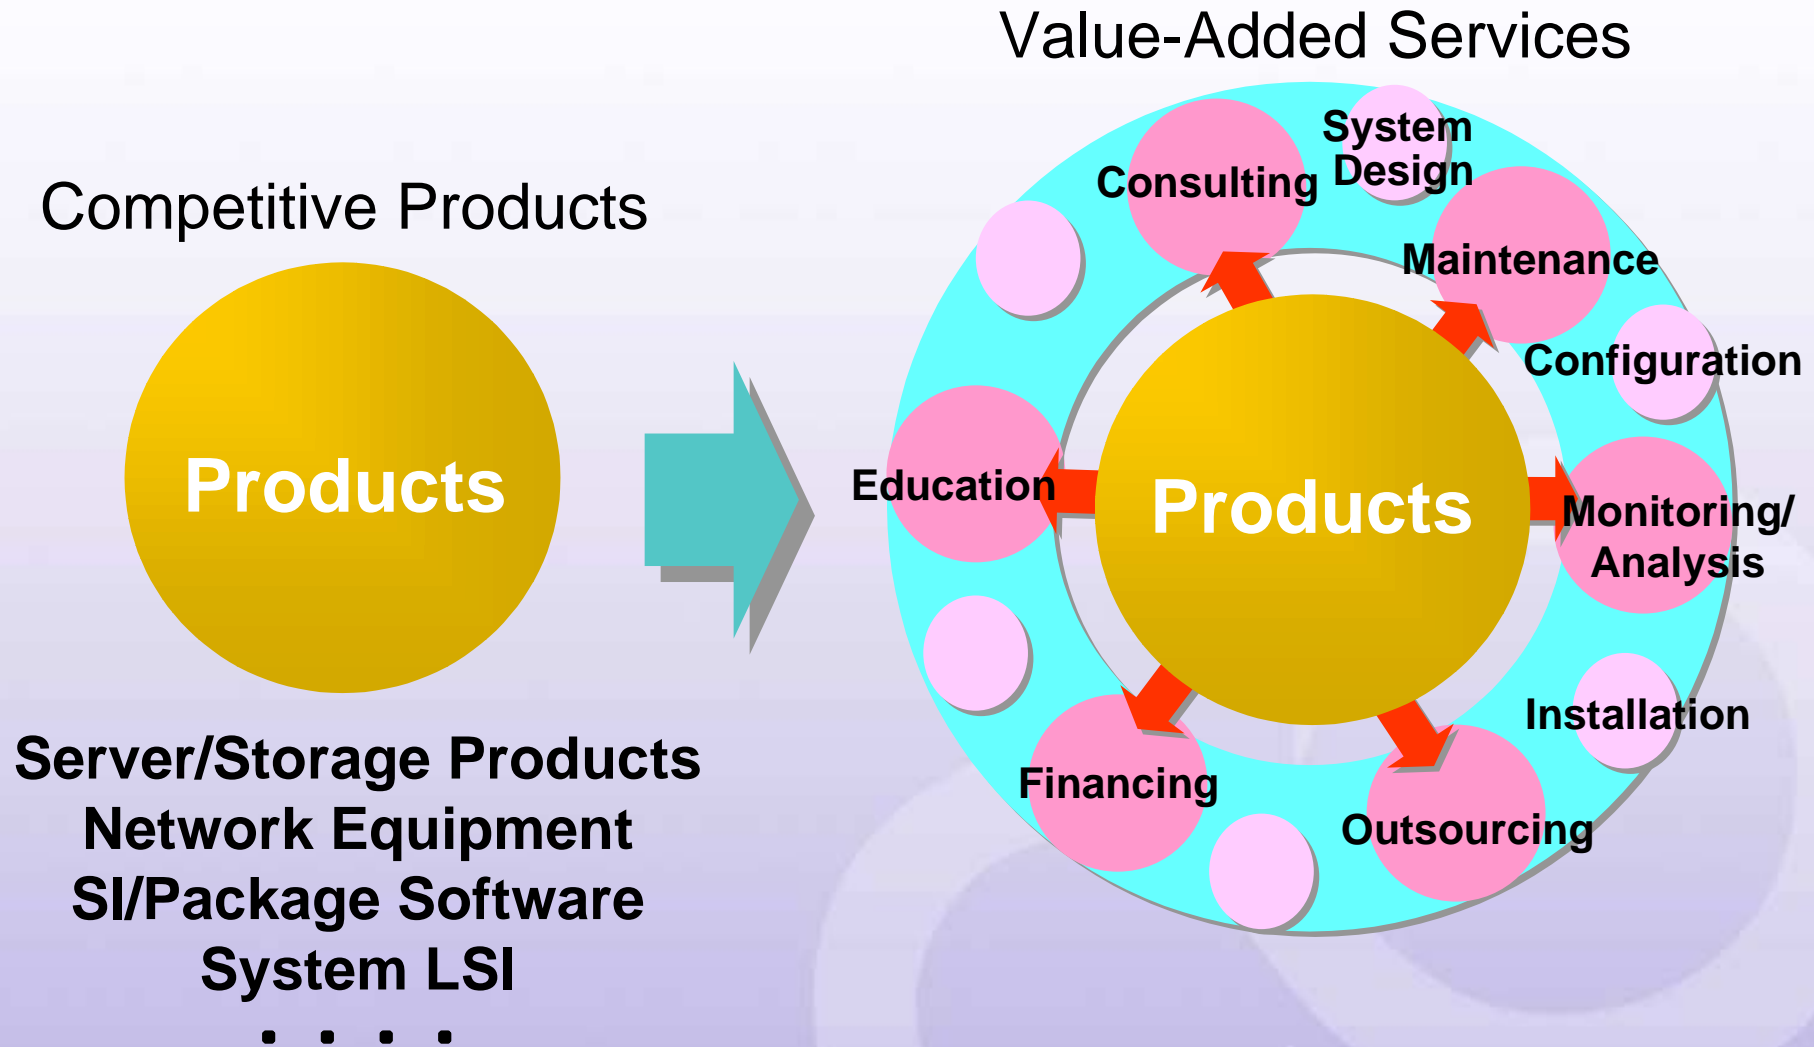 Value-Added Services
Competitive Products
Products
Server/Storage Products
Network Equipment
SI/Package Software
System LSI
. . . .
System
Design
Consulting
Maintenance
Configuration
Education
Products
Monitoring/
Analysis
Installation
Financing
Outsourcing